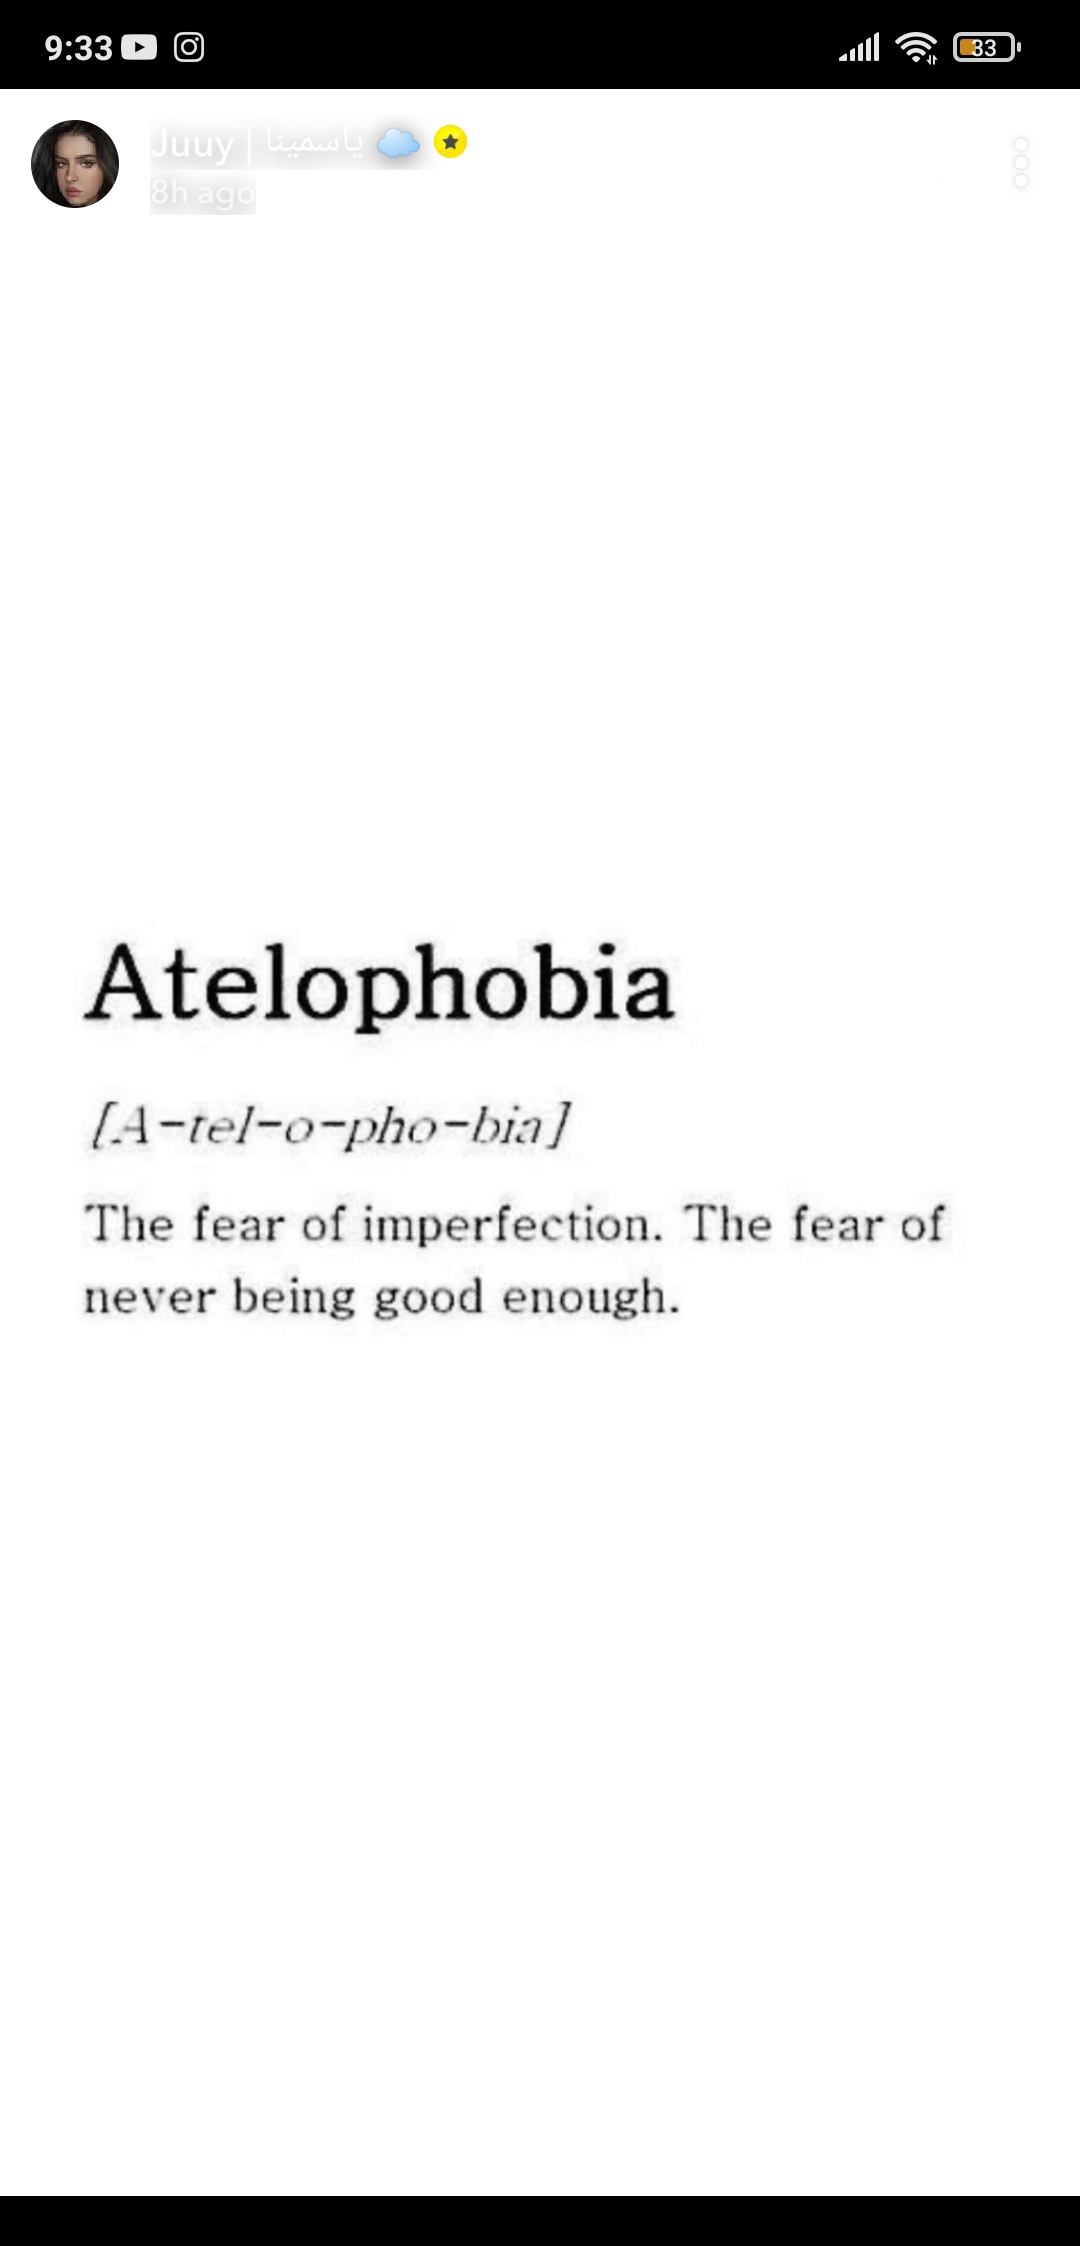 9:33
33
Juuy | ياسمينا ☁️
8h ago
Atelophobia
[A-tel-o-pho-bia]
The fear of imperfection. The fear of
never being good enough.